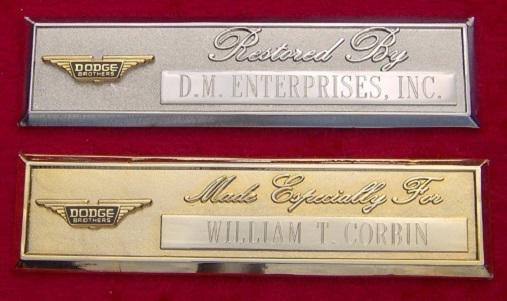 Restored By
DODGE
BROTHERS
D.M. ENTERPRISES, INC.
Made Especially For
DODGE
BROTHERS
WILLIAM T. CORBIN